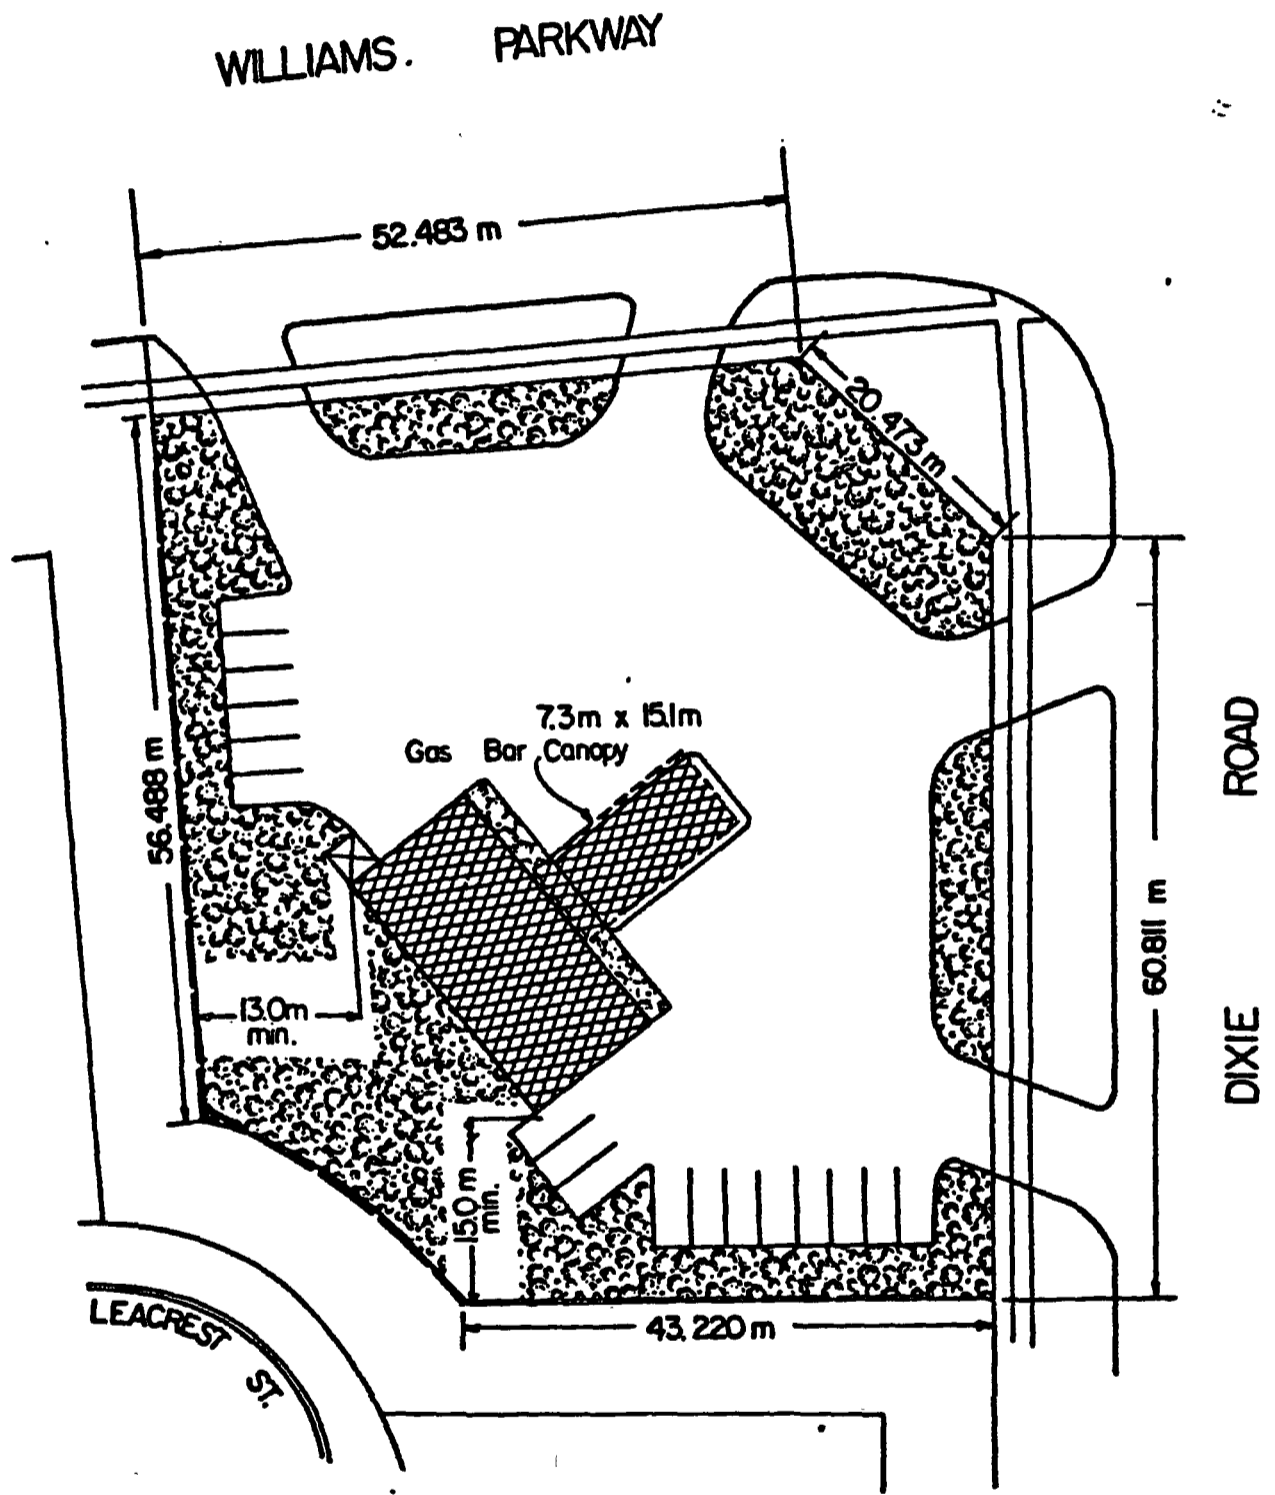 WILLIAMS. PARKWAY
52.483 m
20.473 m
7.3m x 15.1m
Gas Bar Canopy
ROAD
56.488 m
60.811 m
13.0m
min.
DIXIE
15.0 m
min.
43.220 m
LEACREST
ST.